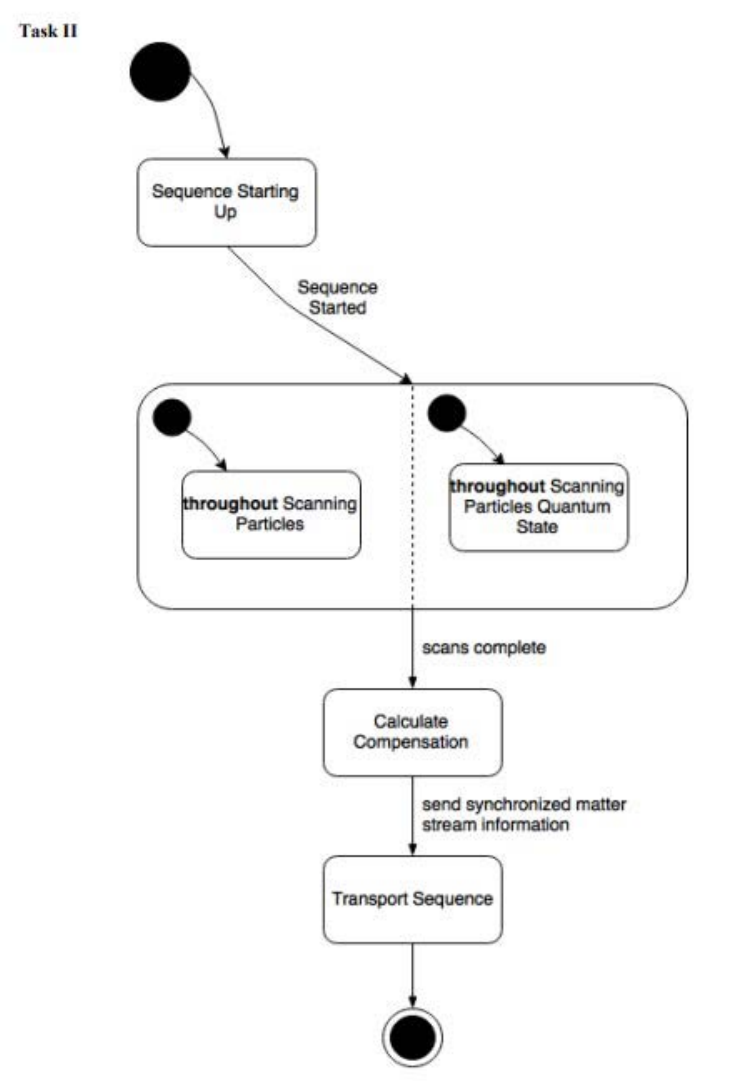 Task II
Sequence Starting
Up
Sequence
Started
throughout Scanning
Particles
throughout Scanning
Particles Quantum
State
scans complete
Calculate
Compensation
send synchronized matter
stream information
Transport Sequence